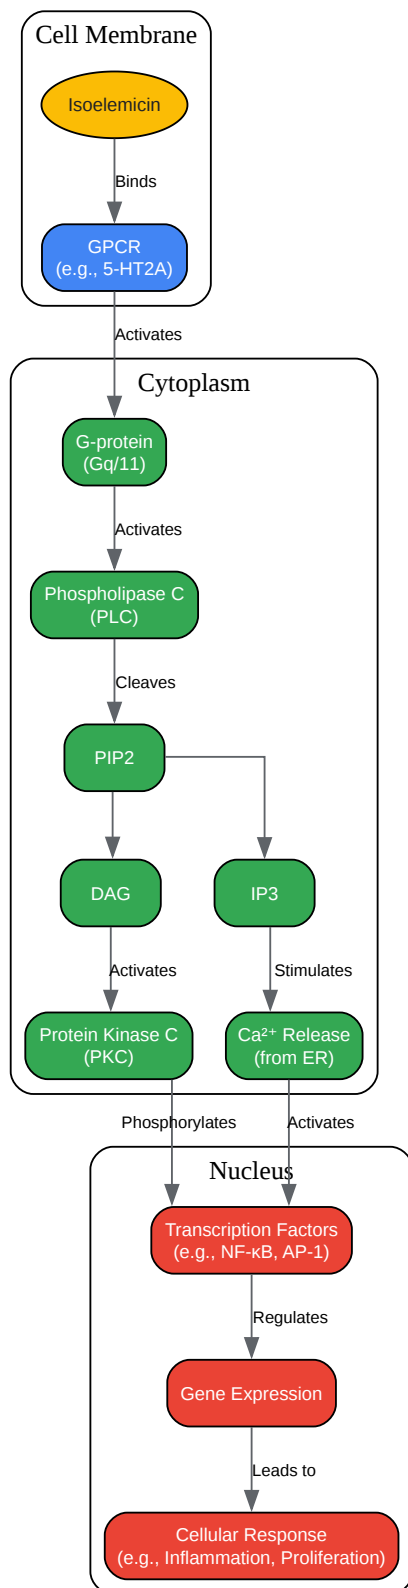 Cell Membrane
Isoelemicin
Binds
GPCR
(e.g., 5-HT2A)
Activates
Cytoplasm
G-protein
(Gq/11)
Activates
Phospholipase C
(PLC)
Cleaves
PIP2
DAG
IP3
Activates
Stimulates
Protein Kinase C
(PKC)
Ca²⁺ Release
(from ER)
Phosphorylates
Activates
Nucleus
Transcription Factors
(e.g., NF-κB, AP-1)
Regulates
Gene Expression
Leads to
Cellular Response
(e.g., Inflammation, Proliferation)